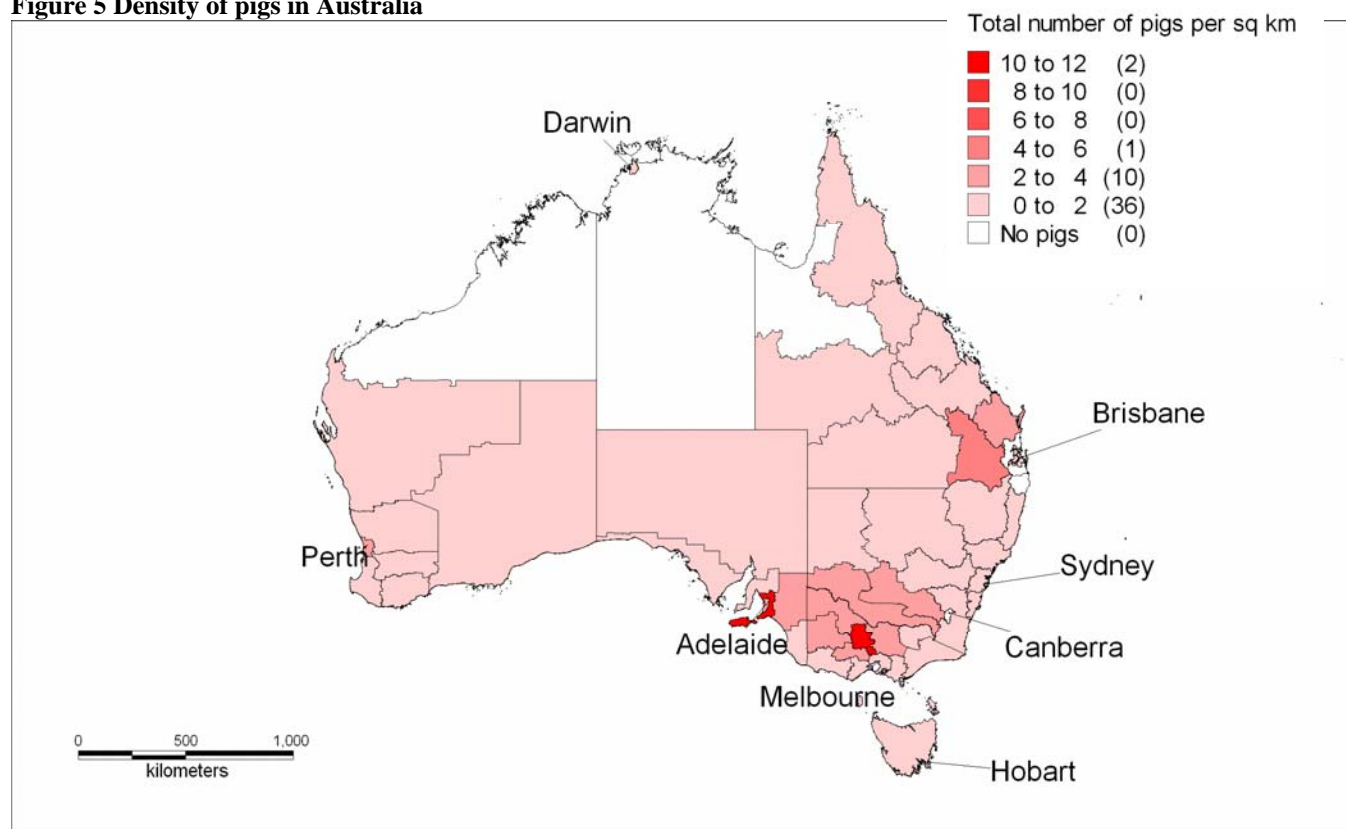 Figure 5 Density of pigs in Australia
Total number of pigs per sq km
10 to 12 (2)
8 to 10 (0)
6 to 8 (0)
4 to 6 (1)
2 to 4 (10)
0 to 2 (36)
No pigs (0)
Darwin
Brisbane
Perth
Sydney
Adelaide
Canberra
Melbourne
0 500 1,000
kilometers
Hobart